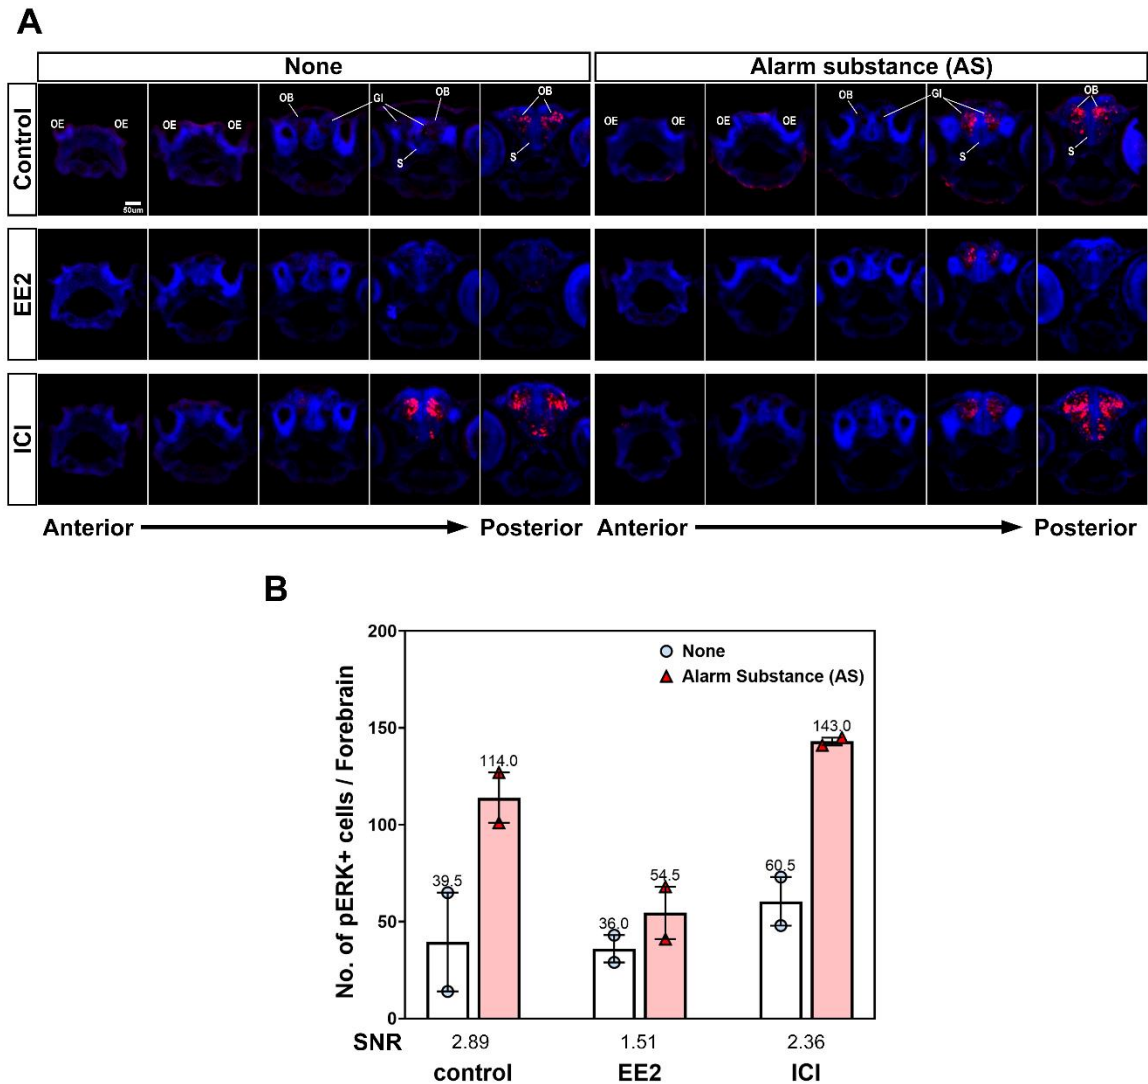 A
None
Alarm substance (AS)
Control
OE OE
OE OE
OB GI OB
S
OB
OE OE
OE OE
OB GI
S
OB
S
50um
EE2
ICI
Anterior Posterior Anterior Posterior
B
No. of pERK+ cells / Forebrain
200
150
100
50
0
None
Alarm Substance (AS)
39.5
114.0
36.0
54.5
60.5
143.0
SNR 2.89 1.51 2.36
control EE2 ICI